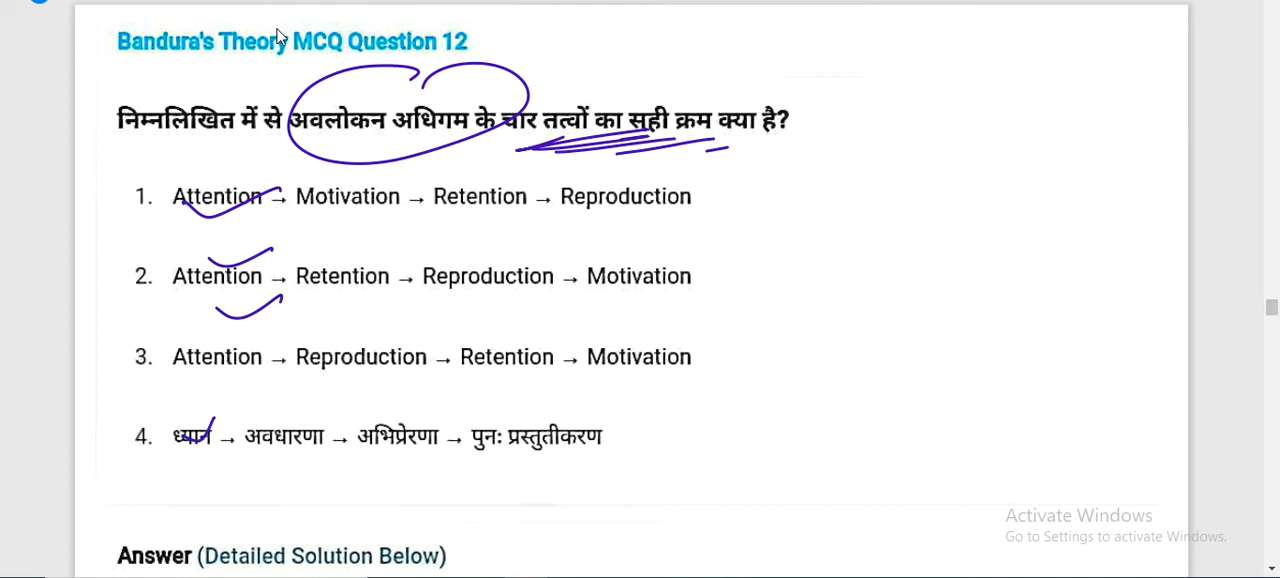 Bandura's Theory MCQ Question 12
निम्नलिखित में से अवलोकन अधिगम के चार तत्वों का सही क्रम क्या है?
1. Attention → Motivation → Retention → Reproduction
2. Attention → Retention → Reproduction → Motivation
3. Attention → Reproduction → Retention → Motivation
4. ध्यान → अवधारणा → अभिप्रेरणा → पुनः प्रस्तुतीकरण
Activate Windows
Go to Settings to activate Windows.
Answer (Detailed Solution Below)